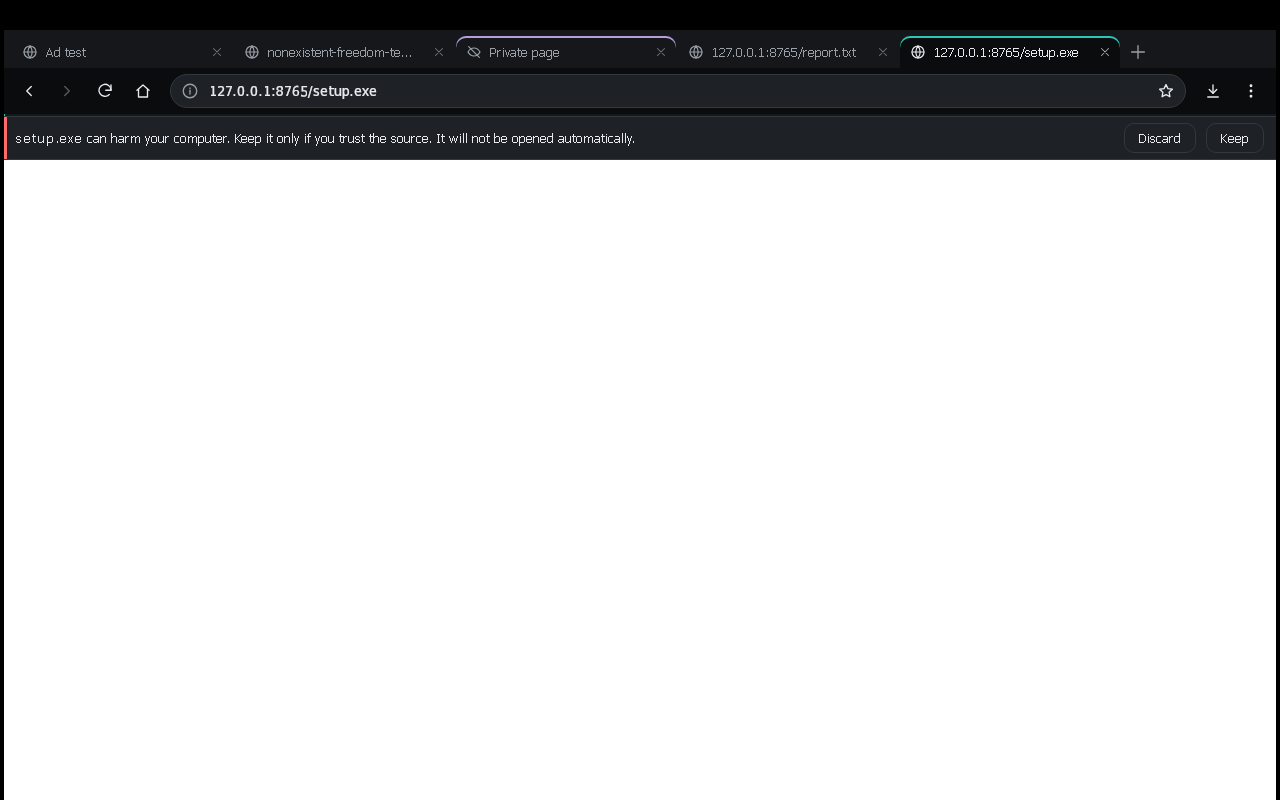 Ad test
nonexistent-freedom-te...
Private page
127.0.0.1:8765/report.txt
127.0.0.1:8765/setup.exe
127.0.0.1:8765/setup.exe
setup.exe can harm your computer. Keep it only if you trust the source. It will not be opened automatically.
Discard
Keep